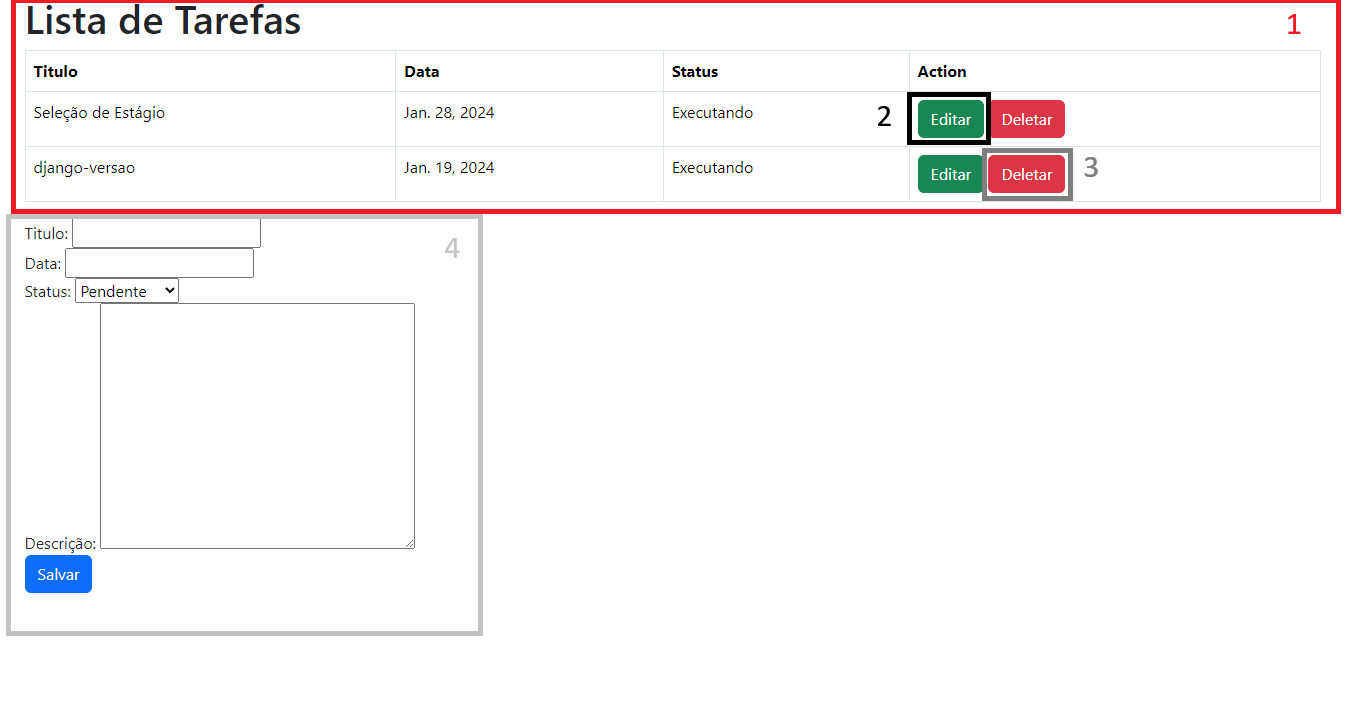 Lista de Tarefas 1
Titulo Data Status Action
Seleção de Estágio Jan. 28, 2024 Executando 2 Editar Deletar
django-versao Jan. 19, 2024 Executando Editar Deletar 3
Titulo: 4
Data:
Status: Pendente
Descrição:
Salvar